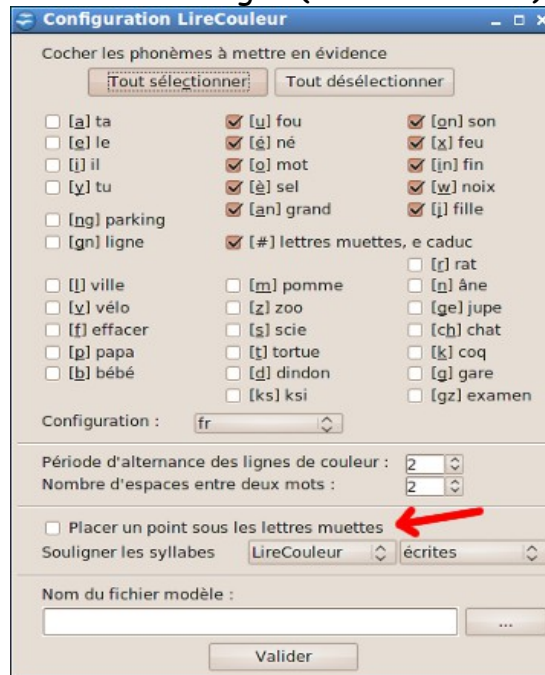 Configuration LireCouleur
Cocher les phonèmes à mettre en évidence
Tout sélectionner Tout désélectionner
[a] ta [u] fou [on] son
[e] le [é] né [x] feu
[i] il [o] mot [in] fin
[y] tu [è] sel [w] noix
[ng] parking [an] grand [j] fille
[gn] ligne [#] lettres muettes, e caduc
[r] rat
[l] ville [m] pomme [n] âne
[v] vélo [z] zoo [ge] jupe
[f] effacer [s] scie [ch] chat
[p] papa [t] tortue [k] coq
[b] bébé [d] dindon [g] gare
[ks] ksi [gz] examen
Configuration : fr
Période d'alternance des lignes de couleur : 2
Nombre d'espaces entre deux mots : 2
Placer un point sous les lettres muettes
Souligner les syllabes LireCouleur écrites
Nom du fichier modèle :
...
Valider